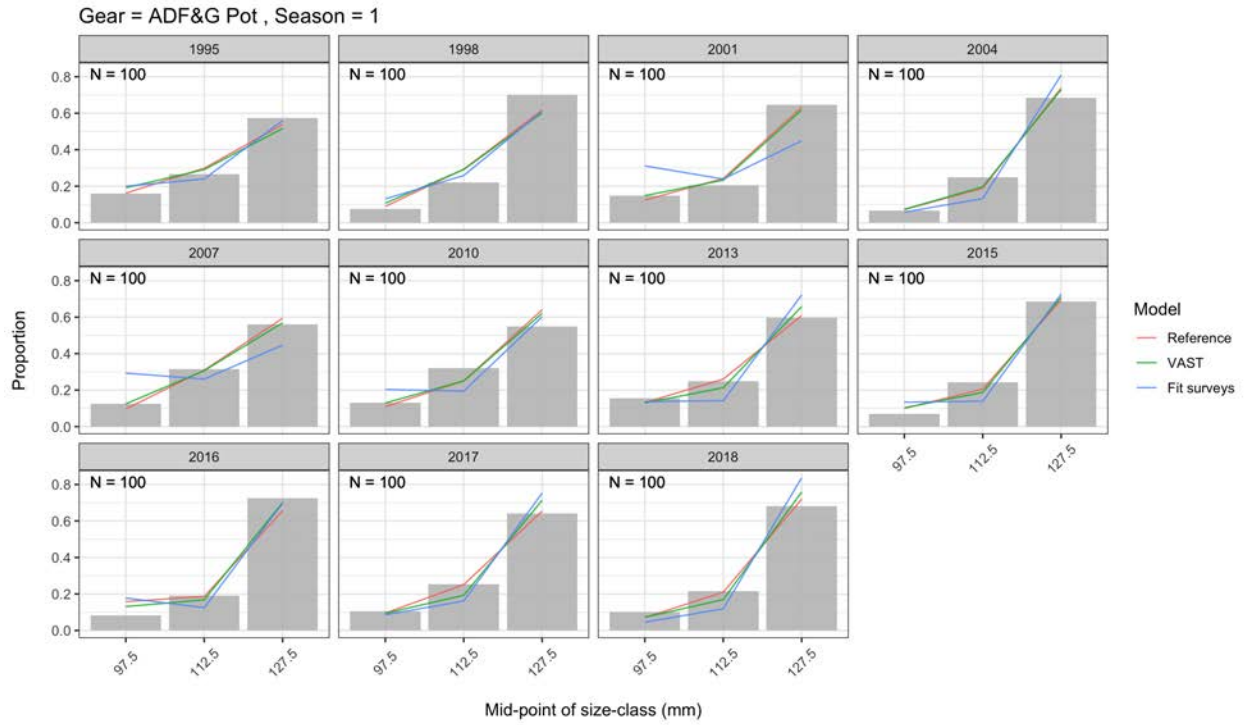 Gear = ADF&G Pot , Season = 1
1995 1998 2001 2004
N = 100 N = 100 N = 100 N = 100
0.8
0.6
0.4
0.2
0.0
2007 2010 2013 2015
N = 100 N = 100 N = 100 N = 100
0.8
0.6
0.4
0.2
0.0
97.5 112.5 127.5
2016 2017 2018
N = 100 N = 100 N = 100
0.8
0.6
0.4
0.2
0.0
97.5 112.5 127.5 97.5 112.5 127.5 97.5 112.5 127.5
Proportion
Mid-point of size-class (mm)
Model
Reference
VAST
Fit surveys